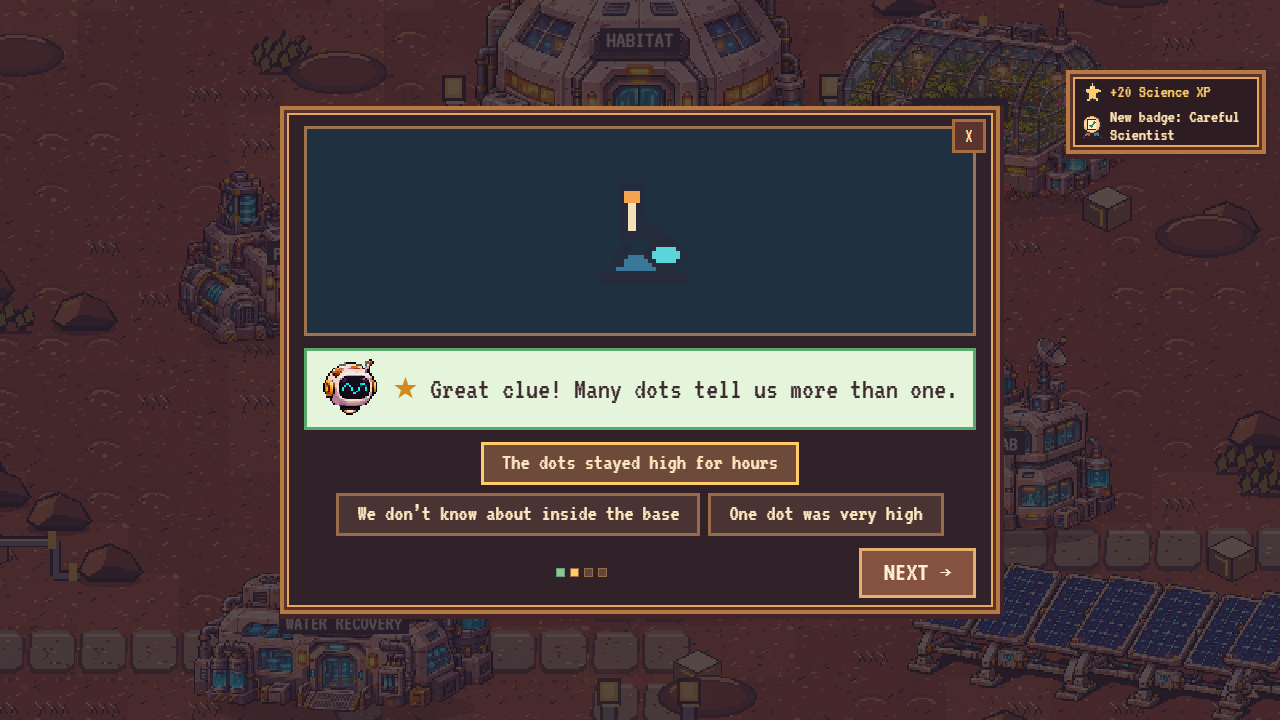 HABITAT
+20 Science XP
New badge: Careful
Scientist
X
★ Great clue! Many dots tell us more than one.
The dots stayed high for hours
We don't know about inside the base
One dot was very high
NEXT →
WATER RECOVERY